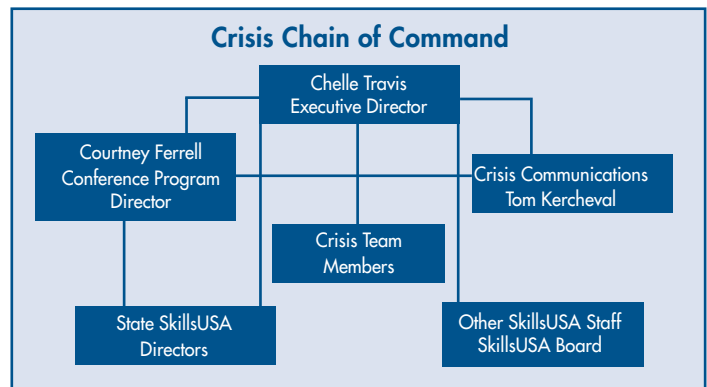 Crisis Chain of Command
Chelle Travis
Executive Director
Courtney Ferrell
Conference Program
Director
Crisis Communications
Tom Kercheval
Crisis Team
Members
State SkillsUSA
Directors
Other SkillsUSA Staff
SkillsUSA Board